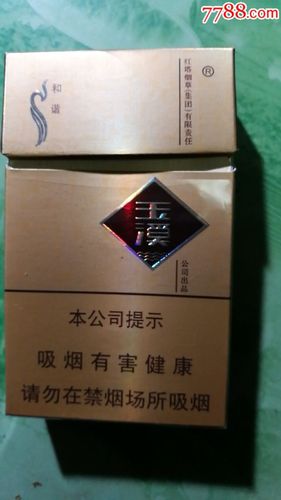 7788.com
和谐
红塔烟草(集团)有限责任
®
玉溪
公司出品
本公司提示
吸烟有害健康
请勿在禁烟场所吸烟